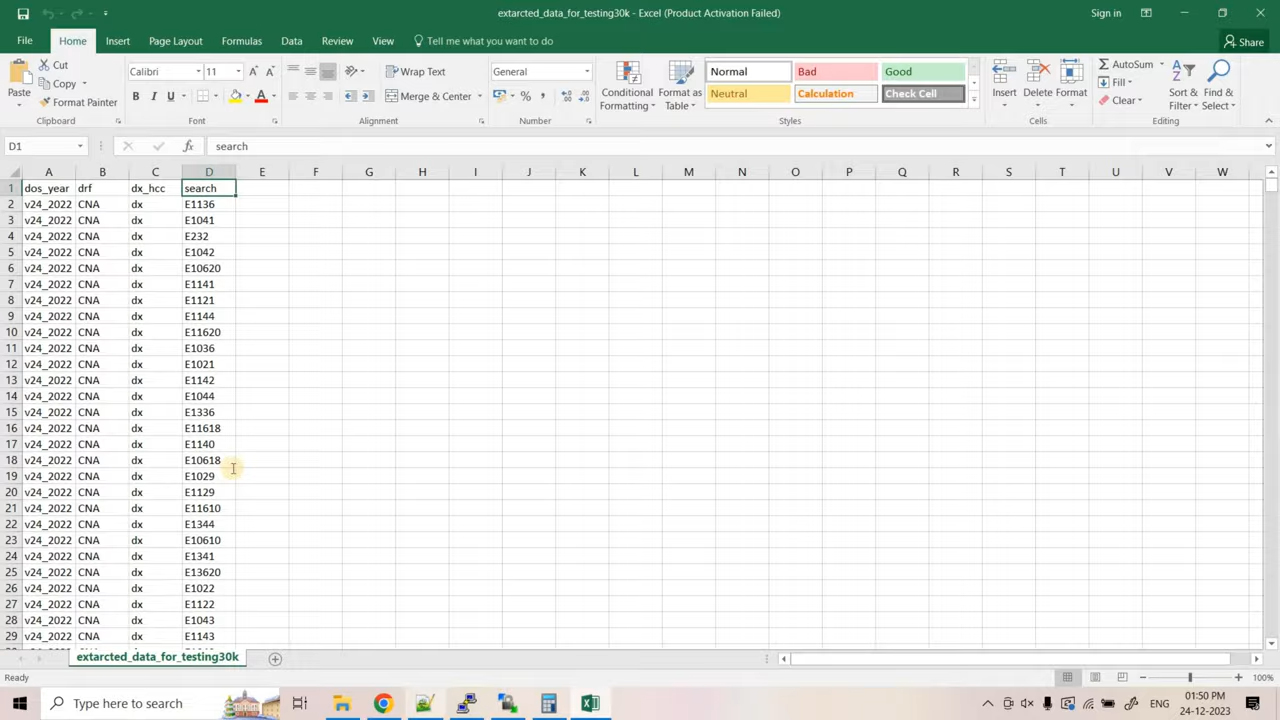 extarcted_data_for_testing30k - Excel (Product Activation Failed)
Sign in
File Home Insert Page Layout Formulas Data Review View Tell me what you want to do Share
Paste Cut Copy Format Painter Clipboard
Calibri 11 B I U A Font
Wrap Text Merge & Center Alignment
General % Number
Conditional Formatting Format as Table Normal Bad Good Neutral Calculation Check Cell Styles
Insert Delete Format Cells
AutoSum Fill Clear Sort & Filter Find & Select Editing
D1 fx search
A B C D E F G H I J K L M N O P Q R S T U V W
1 dos_year drf dx_hcc search
2 v24_2022 CNA dx E1136
3 v24_2022 CNA dx E1041
4 v24_2022 CNA dx E232
5 v24_2022 CNA dx E1042
6 v24_2022 CNA dx E10620
7 v24_2022 CNA dx E1141
8 v24_2022 CNA dx E1121
9 v24_2022 CNA dx E1144
10 v24_2022 CNA dx E11620
11 v24_2022 CNA dx E1036
12 v24_2022 CNA dx E1021
13 v24_2022 CNA dx E1142
14 v24_2022 CNA dx E1044
15 v24_2022 CNA dx E1336
16 v24_2022 CNA dx E11618
17 v24_2022 CNA dx E1140
18 v24_2022 CNA dx E10618
19 v24_2022 CNA dx E1029
20 v24_2022 CNA dx E1129
21 v24_2022 CNA dx E11610
22 v24_2022 CNA dx E1344
23 v24_2022 CNA dx E10610
24 v24_2022 CNA dx E1341
25 v24_2022 CNA dx E13620
26 v24_2022 CNA dx E1022
27 v24_2022 CNA dx E1122
28 v24_2022 CNA dx E1043
29 v24_2022 CNA dx E1143
extarcted_data_for_testing30k
Ready 100%
Type here to search ENG 01:50 PM
24-12-2023